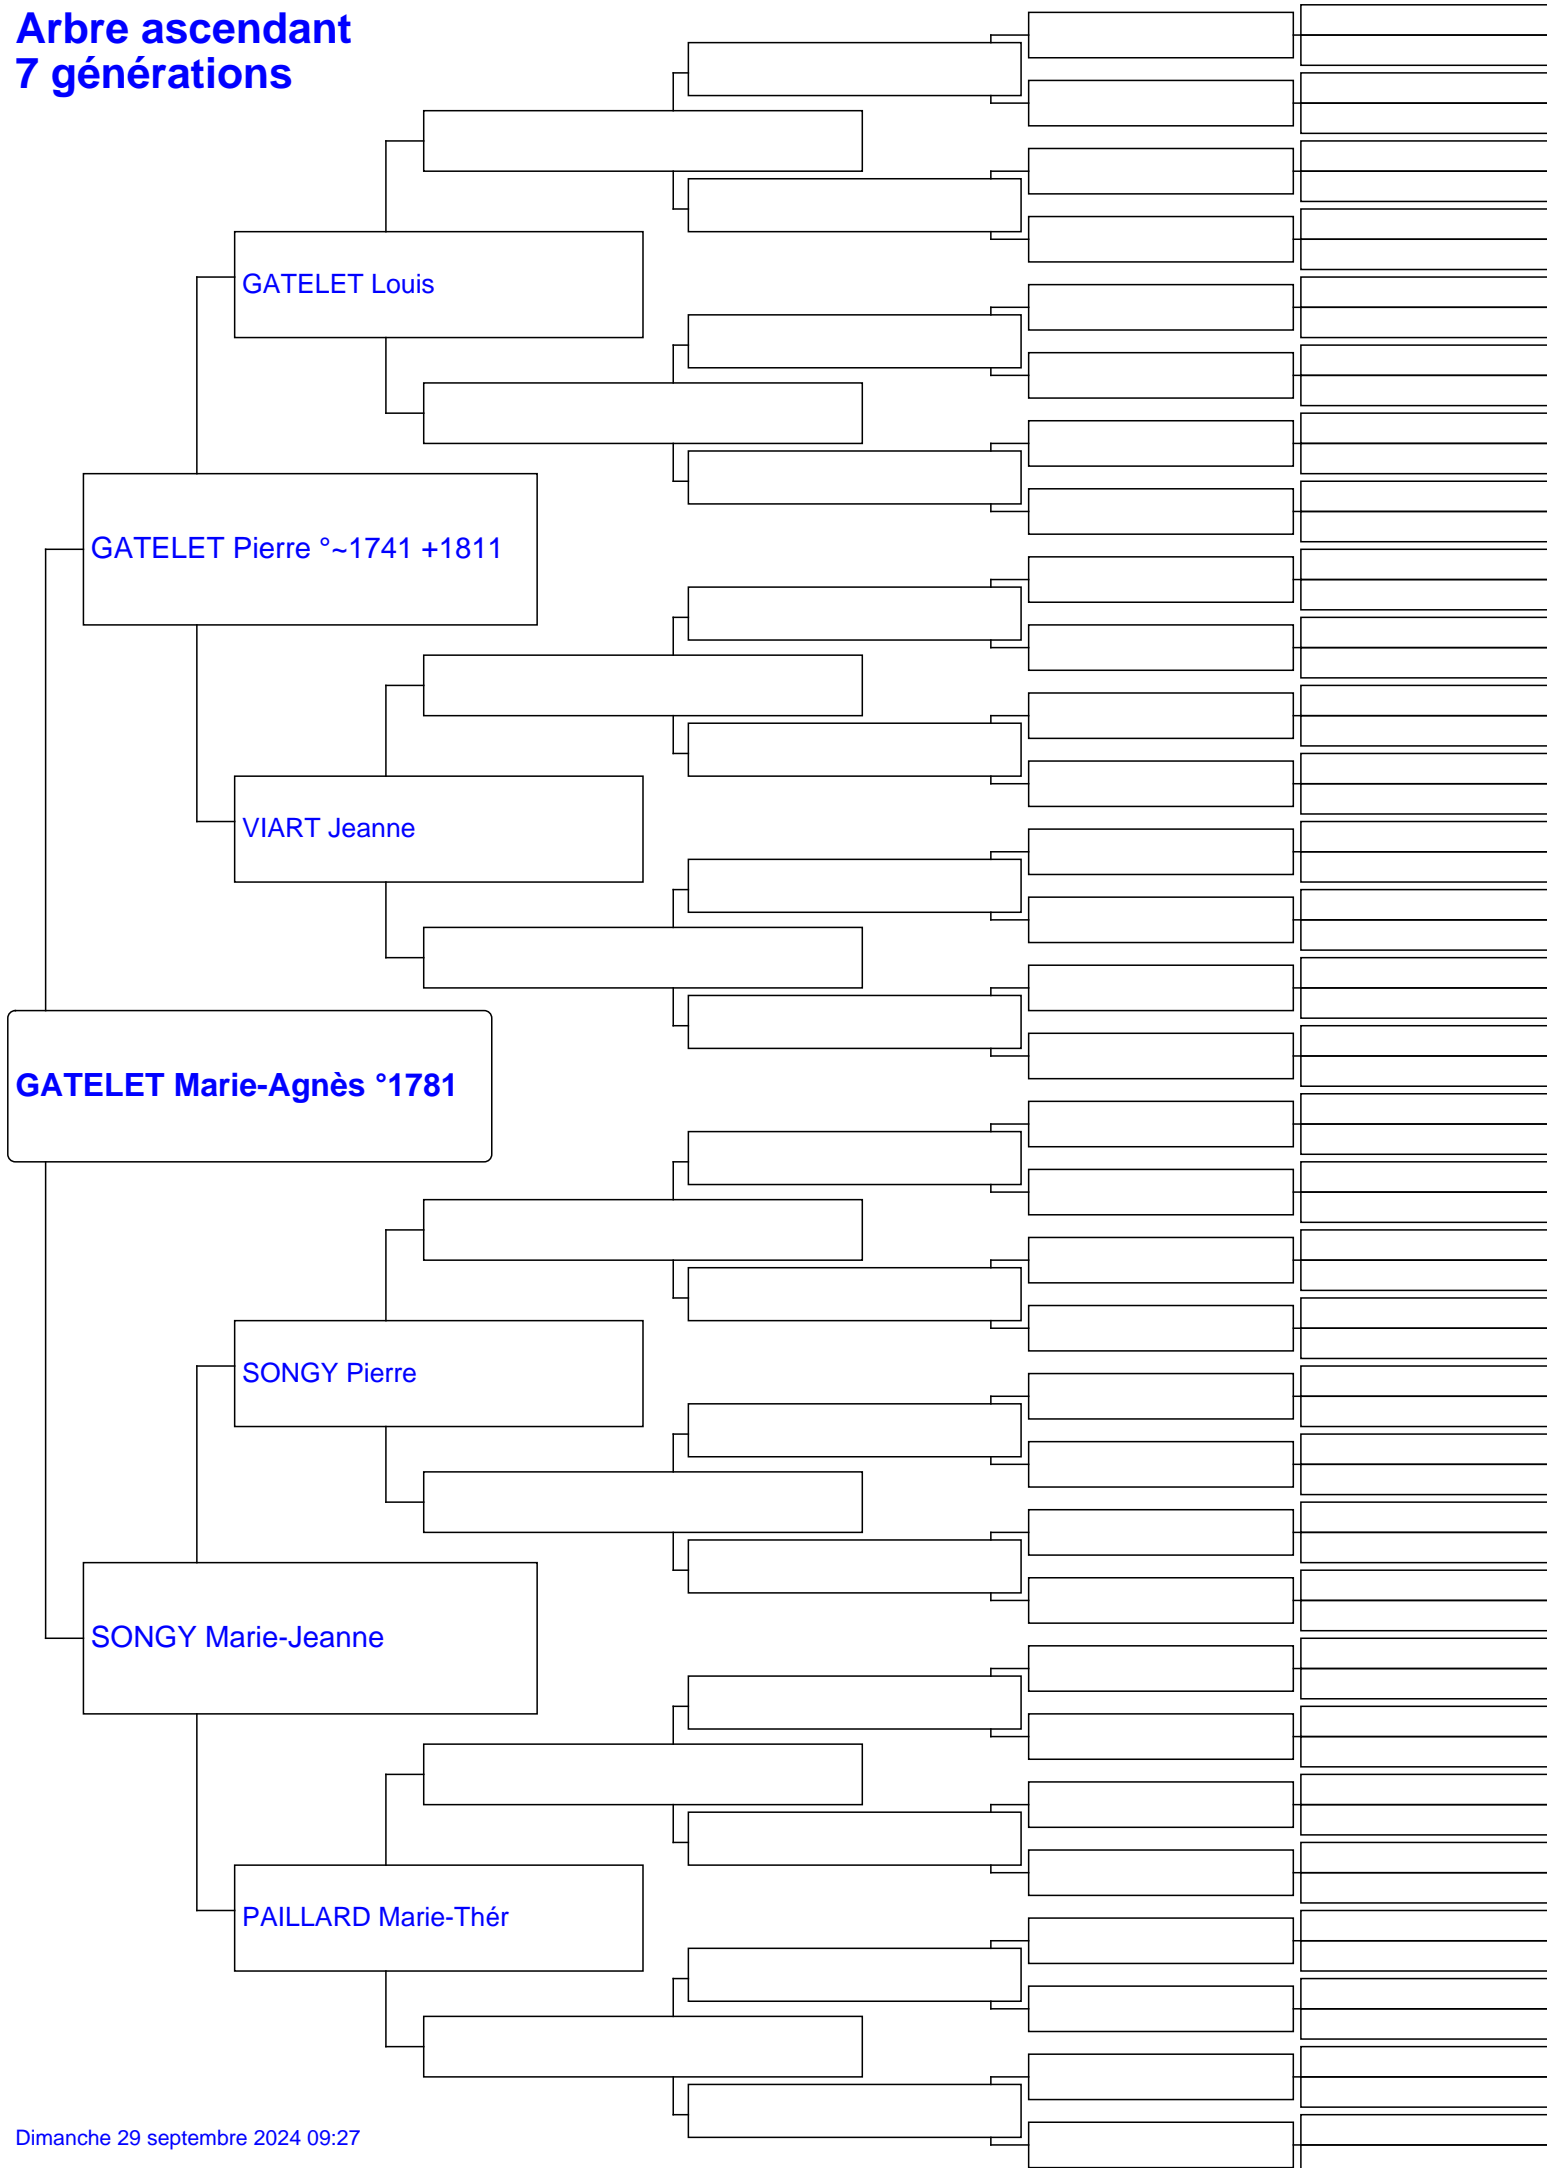 Arbre ascendant
7 générations
GATELET Louis
GATELET Pierre °~1741 +1811
VIART Jeanne
GATELET Marie-Agnès °1781
SONGY Pierre
SONGY Marie-Jeanne
PAILLARD Marie-Thér
Dimanche 29 septembre 2024 09:27